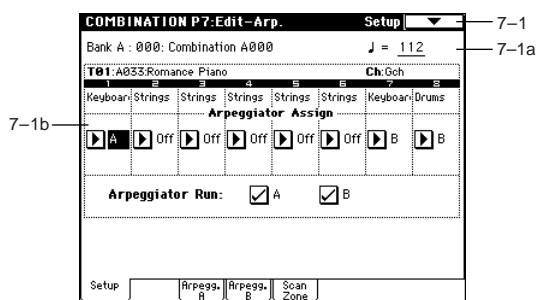 COMBINATION P7:Edit-Arp. Setup
7–1
Bank A : 000: Combination A000 ♩ = 112
7–1a
T01:A033:Romance Piano Ch:Gch
1 2 3 4 5 6 7 8
Keyboar Strings Strings Strings Strings Strings Keyboar Drums
Arpeggiator Assign
7–1b
A Off Off Off Off Off B B
Arpeggiator Run: A B
Setup Arpegg. A Arpegg. B Scan Zone